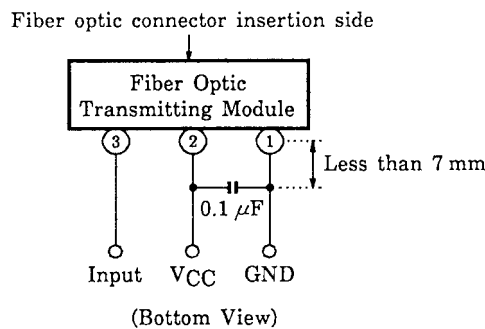 Fiber optic connector insertion side
Fiber Optic
Transmitting Module
3 2 1
Less than 7 mm
0.1 μF
Input VCC GND
(Bottom View)